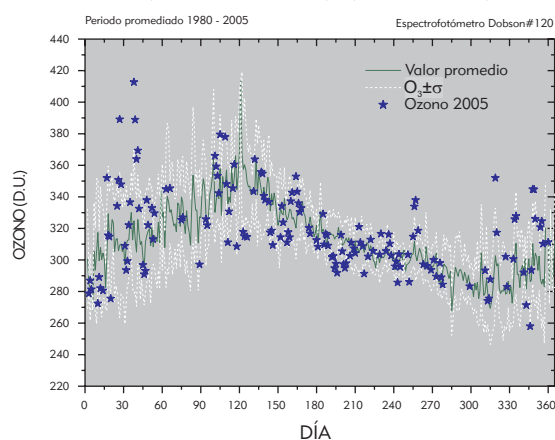 Periodo promediado 1980 - 2005
Espectrofotómetro Dobson#120
440
420
400
380
360
340
320
300
280
260
240
220
OZONO (D.U.)
Valor promedio
O₃±σ
Ozono 2005
0 30 60 90 120 150 180 210 240 270 300 330 360
DÍA